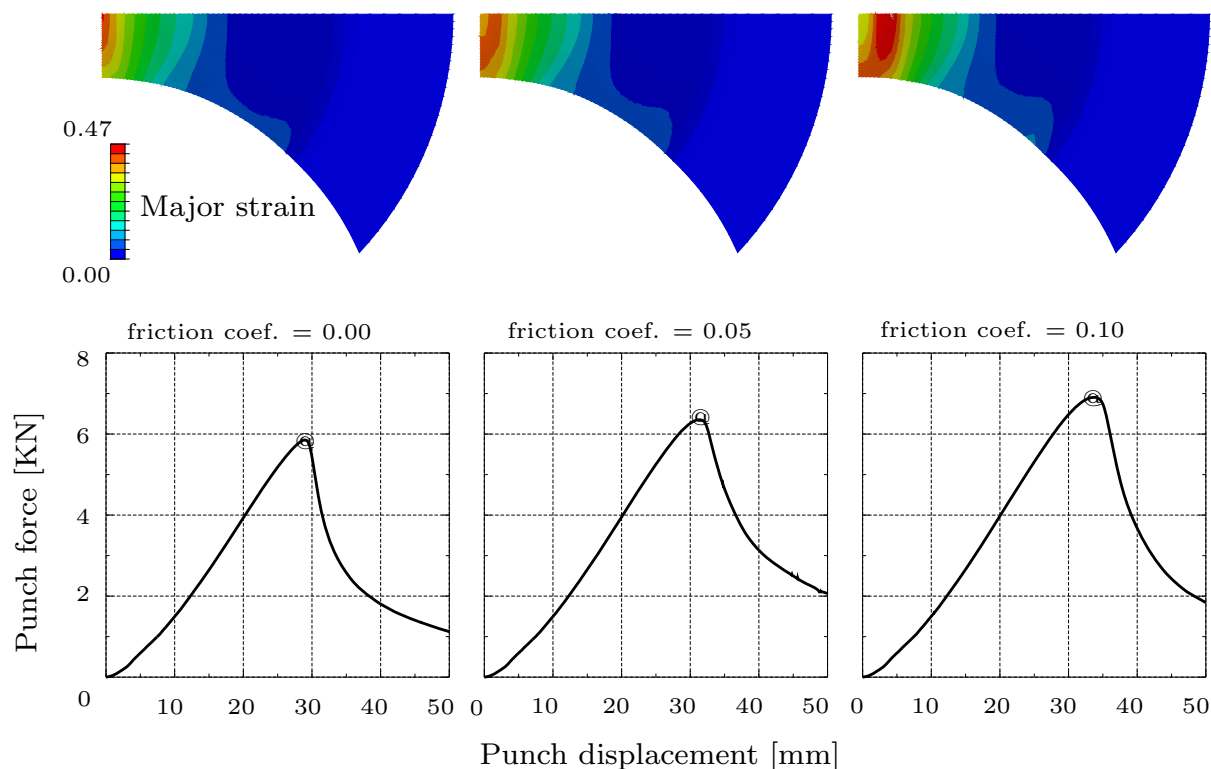 0.47
Major strain
0.00
friction coef. = 0.00
friction coef. = 0.05
friction coef. = 0.10
8
6
4
2
0
Punch force [KN]
10 20 30 40 50
0 10 20 30 40 50
0 10 20 30 40 50
Punch displacement [mm]